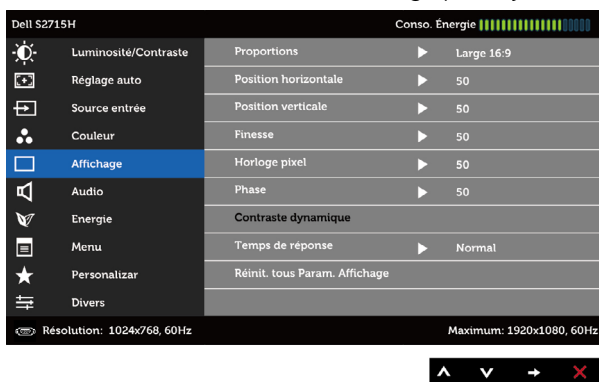 Dell S2715H Conso. Énergie
Luminosité/Contraste Proportions Large 16:9
Réglage auto Position horizontale 50
Source entrée Position verticale 50
Couleur Finesse 50
Affichage Horloge pixel 50
Audio Phase 50
Energie Contraste dynamique
Menu Temps de réponse Normal
Personalizar Réinit. tous Param. Affichage
Divers
Résolution: 1024x768, 60Hz Maximum: 1920x1080, 60Hz